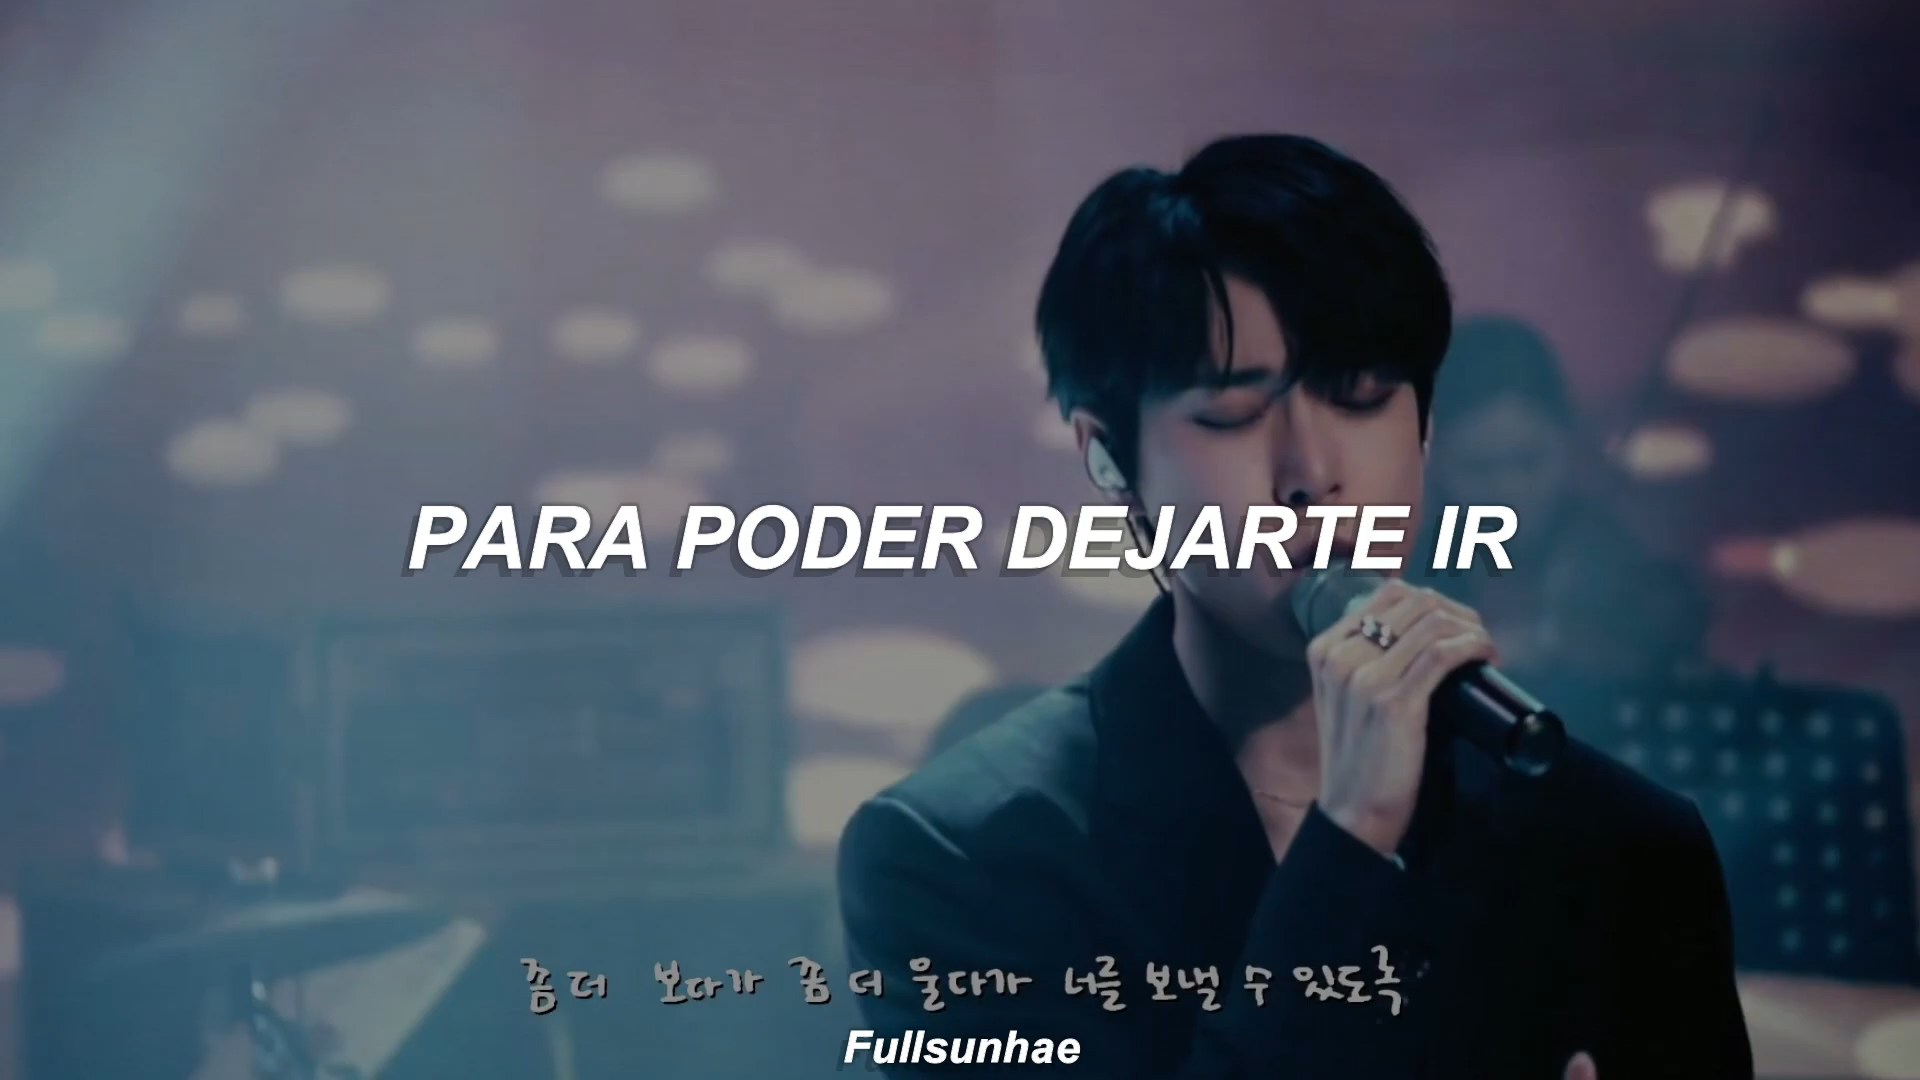 PARA PODER DEJARTE IR
좀 더 보다가 좀 더 울다가 너를 보낼 수 있도록
Fullsunhae